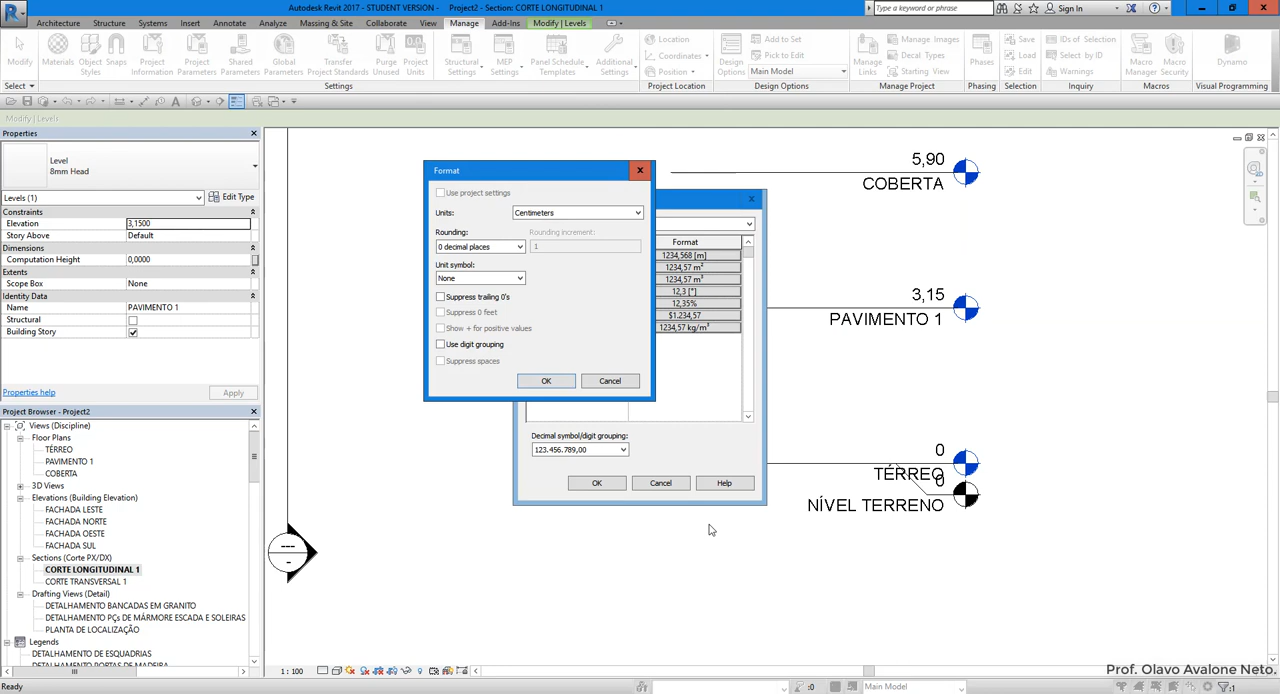 R
Autodesk Revit 2017 - STUDENT VERSION - Project2 - Section: CORTE LONGITUDINAL 1
Type a keyword or phrase
Sign In
Architecture Structure Systems Insert Annotate Analyze Massing & Site Collaborate View Manage Add-Ins Modify | Levels
Modify
Materials
Object Styles
Snaps
Project Information
Project Parameters
Shared Parameters
Global Parameters
Transfer Project Standards
Purge Unused
Project Units
Structural Settings
MEP Settings
Panel Schedule Templates
Additional Settings
Location
Coordinates
Position
Design Options
Add to Set
Pick to Edit
Main Model
Manage Links
Manage Images
Decal Types
Starting View
Phases
Save
Load
Edit
IDs of Selection
Select by ID
Warnings
Macro Manager
Macro Security
Dynamo
Select
Settings
Project Location
Design Options
Manage Project
Phasing
Selection
Inquiry
Macros
Visual Programming
Modify | Levels
Properties
Level
8mm Head
Levels (1)
Edit Type
Constraints
Elevation 3,1500
Story Above Default
Dimensions
Computation Height 0,0000
Extents
Scope Box None
Identity Data
Name PAVIMENTO 1
Structural
Building Story
Properties help
Apply
Project Browser - Project2
Views (Discipline)
Floor Plans
TÉRREO
PAVIMENTO 1
COBERTA
3D Views
Elevations (Building Elevation)
FACHADA LESTE
FACHADA NORTE
FACHADA OESTE
FACHADA SUL
Sections (Corte PX/DX)
CORTE LONGITUDINAL 1
CORTE TRANSVERSAL 1
Drafting Views (Detail)
DETALHAMENTO BANCADAS EM GRANITO
DETALHAMENTO PÇs DE MÁRMORE ESCADA E SOLEIRAS
PLANTA DE LOCALIZAÇÃO
Legends
DETALHAMENTO DE ESQUADRIAS
DETALHAMENTO PORTAS DE MADEIRA
Format
Use project settings
Units: Centimeters
Rounding: Rounding increment:
0 decimal places 1
Unit symbol:
None
Suppress trailing 0's
Suppress 0 feet
Show + for positive values
Use digit grouping
Suppress spaces
OK Cancel
Format
1234,568 [m]
1234,57 m²
1234,57 m³
12,3 [°]
12,35%
$1.234,57
1234,57 kg/m³
Decimal symbol/digit grouping:
123.456.789,00
OK Cancel Help
5,90
COBERTA
3,15
PAVIMENTO 1
0
TÉRREO
0
NÍVEL TERRENO
---
-
1 : 100
Prof. Olavo Avalone Neto.
Ready
:0
Main Model
:1